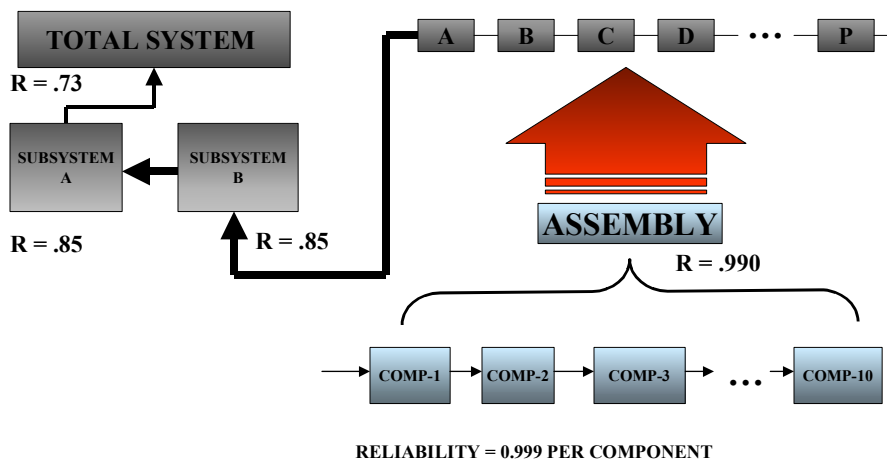 TOTAL SYSTEM
R = .73
SUBSYSTEM
A
R = .85
SUBSYSTEM
B
R = .85
A
B
C
D
...
P
ASSEMBLY
R = .990
COMP-1
COMP-2
COMP-3
...
COMP-10
RELIABILITY = 0.999 PER COMPONENT